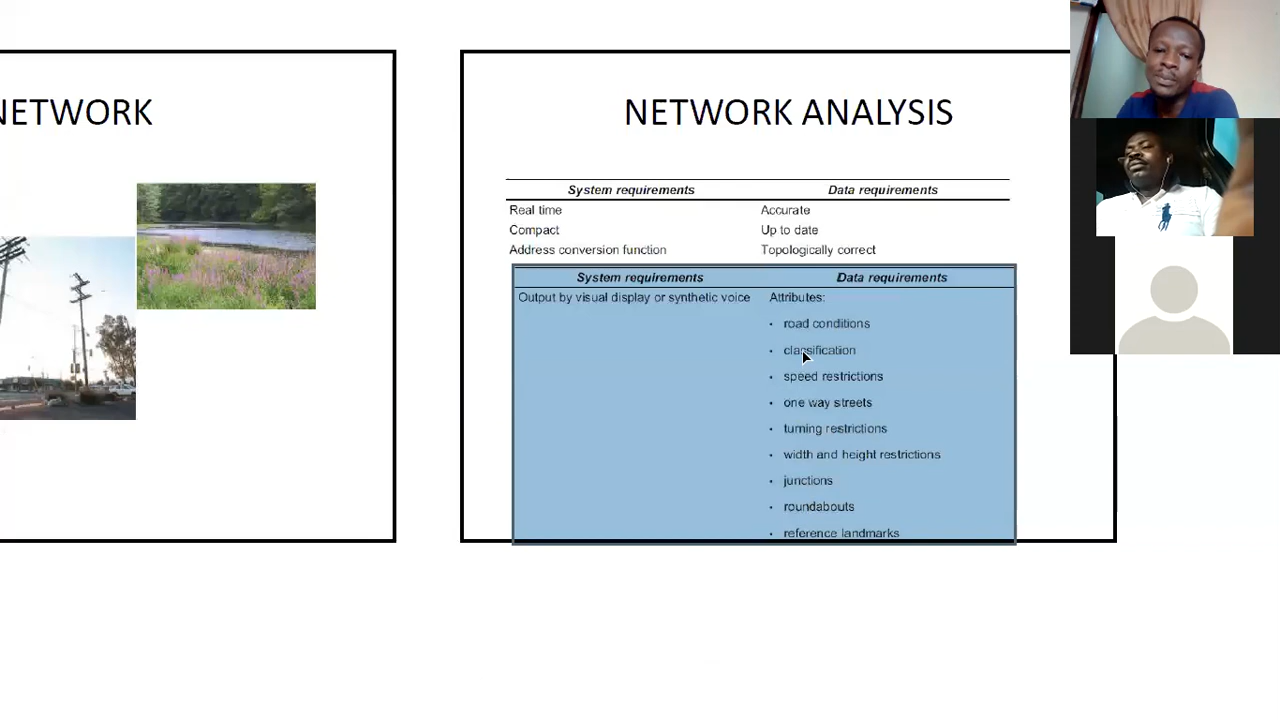 NETWORK
NETWORK ANALYSIS
System requirements Data requirements
Real time Accurate
Compact Up to date
Address conversion function Topologically correct
System requirements Data requirements
Output by visual display or synthetic voice Attributes:
• road conditions
• classification
• speed restrictions
• one way streets
• turning restrictions
• width and height restrictions
• junctions
• roundabouts
• reference landmarks